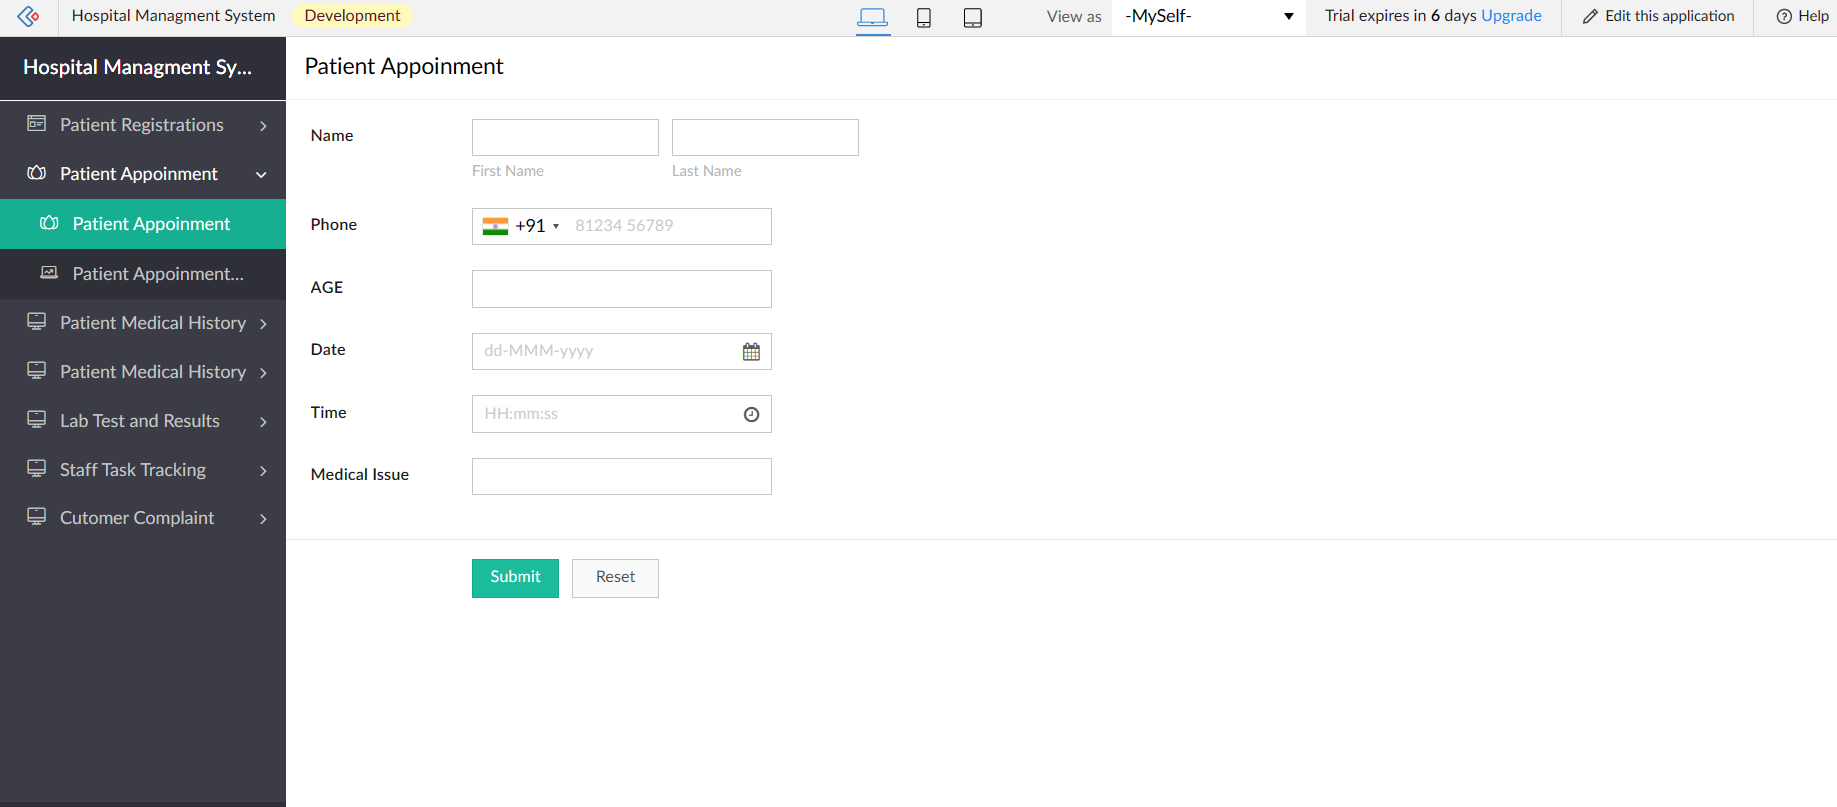 Hospital Managment System Development View as -MySelf- Trial expires in 6 days Upgrade Edit this application Help
Hospital Managment Sy...
Patient Registrations
Patient Appoinment
Patient Appoinment
Patient Appoinment...
Patient Medical History
Patient Medical History
Lab Test and Results
Staff Task Tracking
Cutomer Complaint
Patient Appoinment
Name
First Name Last Name
Phone +91 81234 56789
AGE
Date dd-MMM-yyyy
Time HH:mm:ss
Medical Issue
Submit Reset